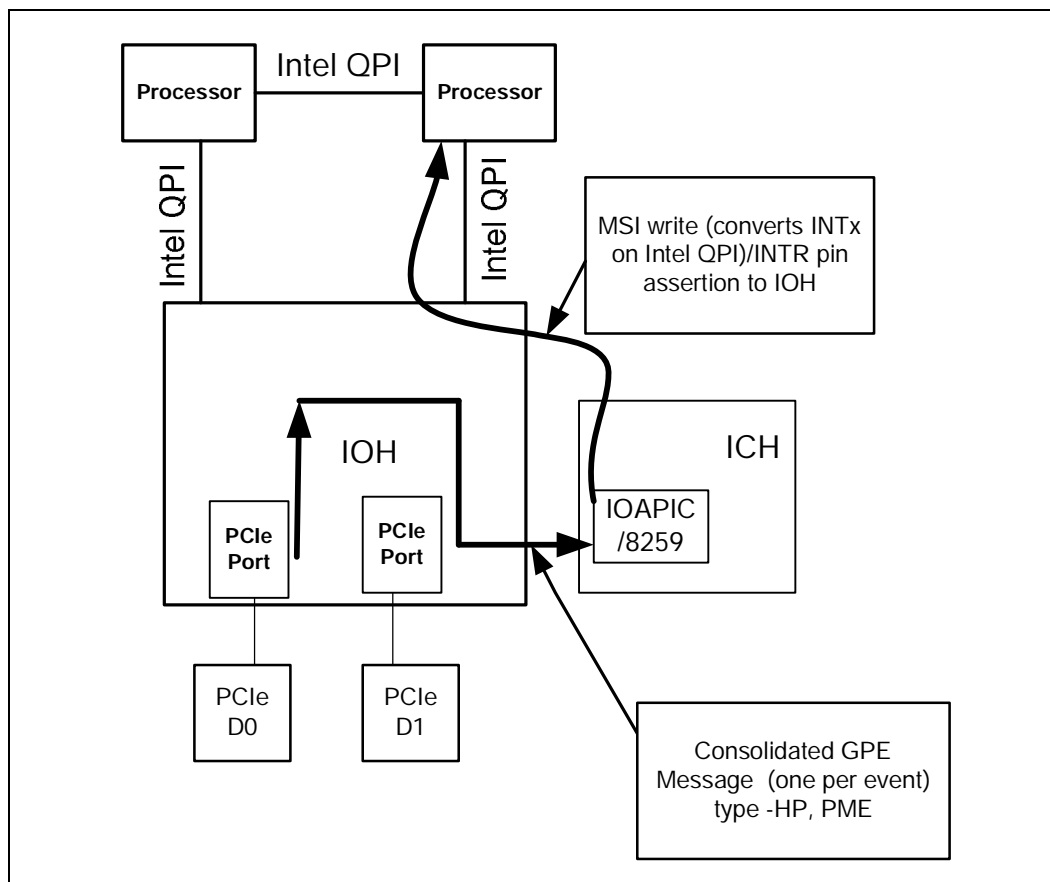 Intel QPI
Processor
Processor
Intel QPI
Intel QPI
MSI write (converts INTx
on Intel QPI)/INTR pin
assertion to IOH
IOH
ICH
IOAPIC
/8259
PCIe
Port
PCIe
Port
PCIe
D0
PCIe
D1
Consolidated GPE
Message (one per event)
type -HP, PME